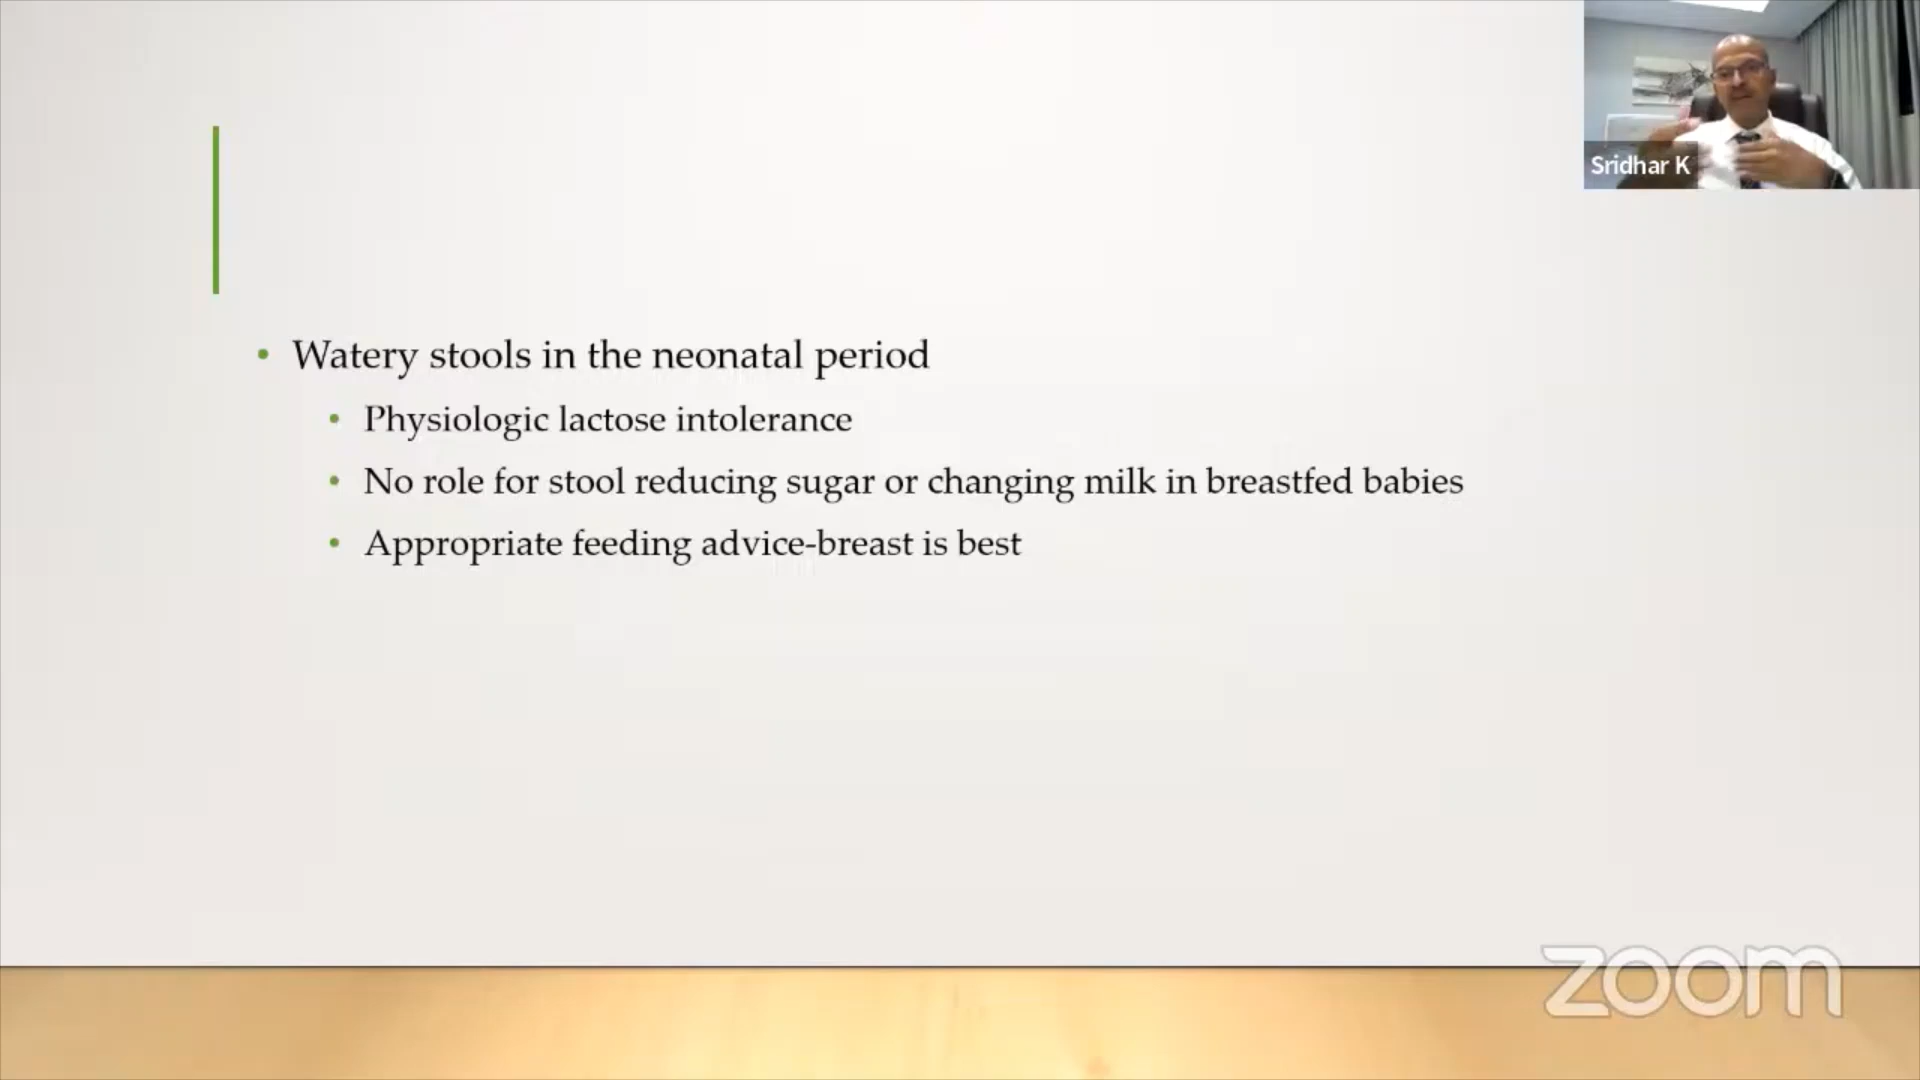 Sridhar K
• Watery stools in the neonatal period
• Physiologic lactose intolerance
• No role for stool reducing sugar or changing milk in breastfed babies
• Appropriate feeding advice-breast is best
zoom